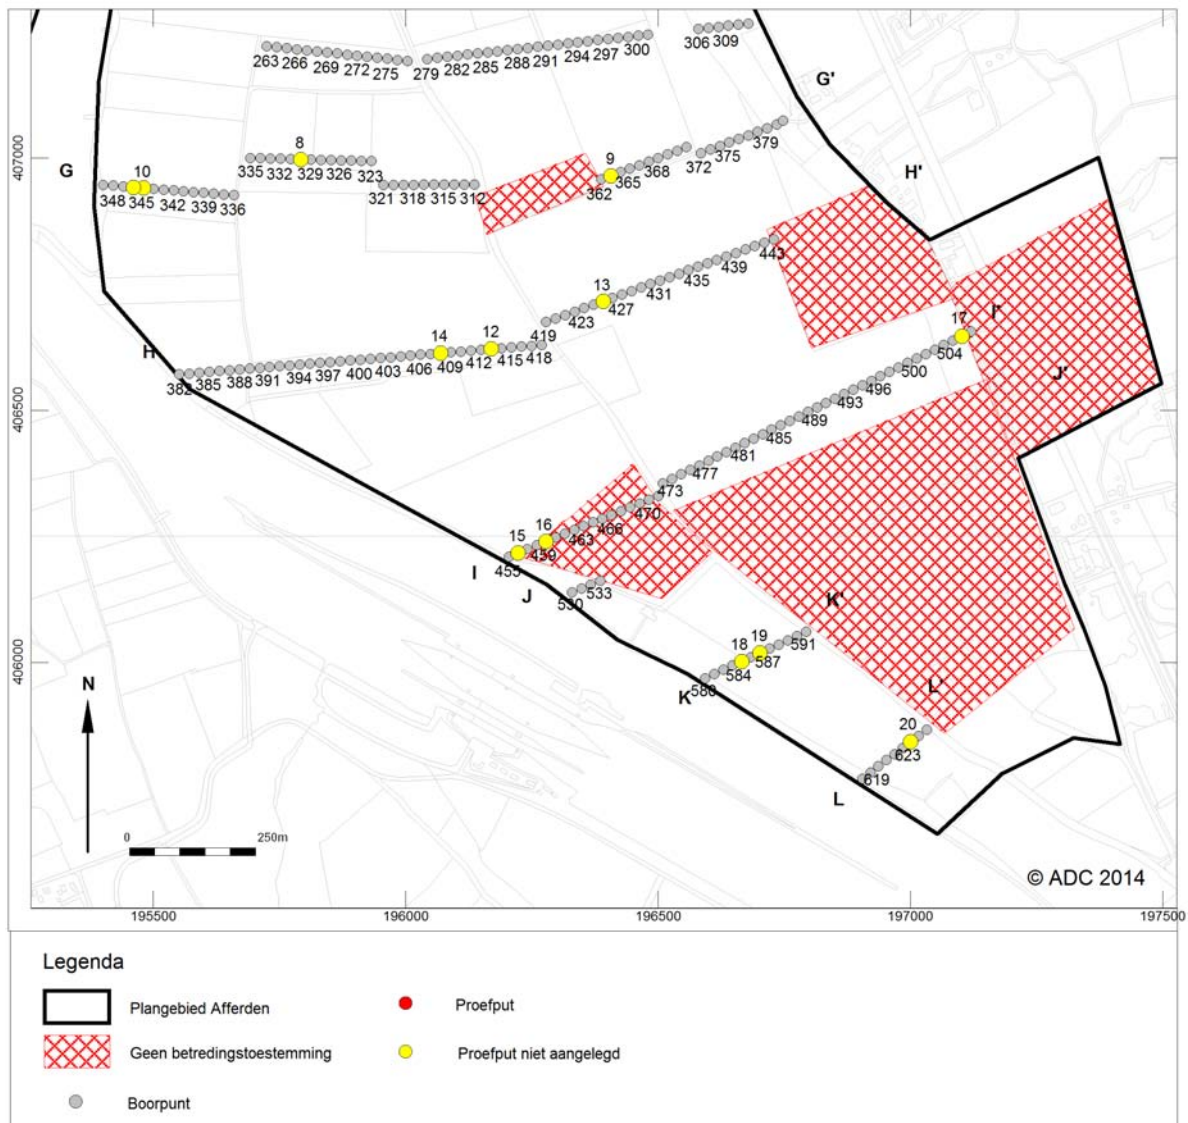 263 266 269 272 275 279 282 285 288 291 294 297 300 306 309
G'
407000
8
335 332 329 326 323
9
362 365 368 372 375 379
G
10
348 345 342 339 336
321 318 315 312
H'
13
419 423 427 431 435 439 443
H
14 12
382 385 388 391 394 397 400 403 406 409 412 415 418
17
I'
504
J'
406500
473 477 481 485 489 493 496 500
15 16
455 459 463 466 470
I
J
530 533
K'
18 19
580 584 587 591
K
406000
L'
20
619 623
L
N
0 250m
© ADC 2014
195500 196000 196500 197000 197500
Legenda
Plangebied Afferden
Proefput
Geen betredingstoestemming
Proefput niet aangelegd
Boorpunt